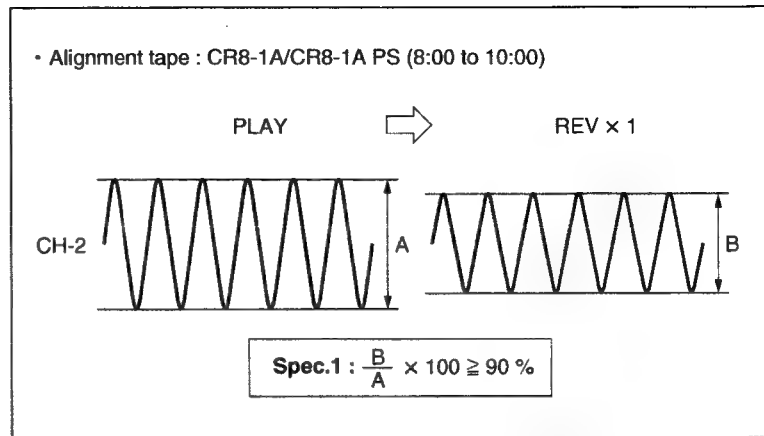 • Alignment tape : CR8-1A/CR8-1A PS (8:00 to 10:00)
PLAY ⇨ REV × 1
CH-2 A B
Spec.1 : B/A × 100 ≧ 90 %